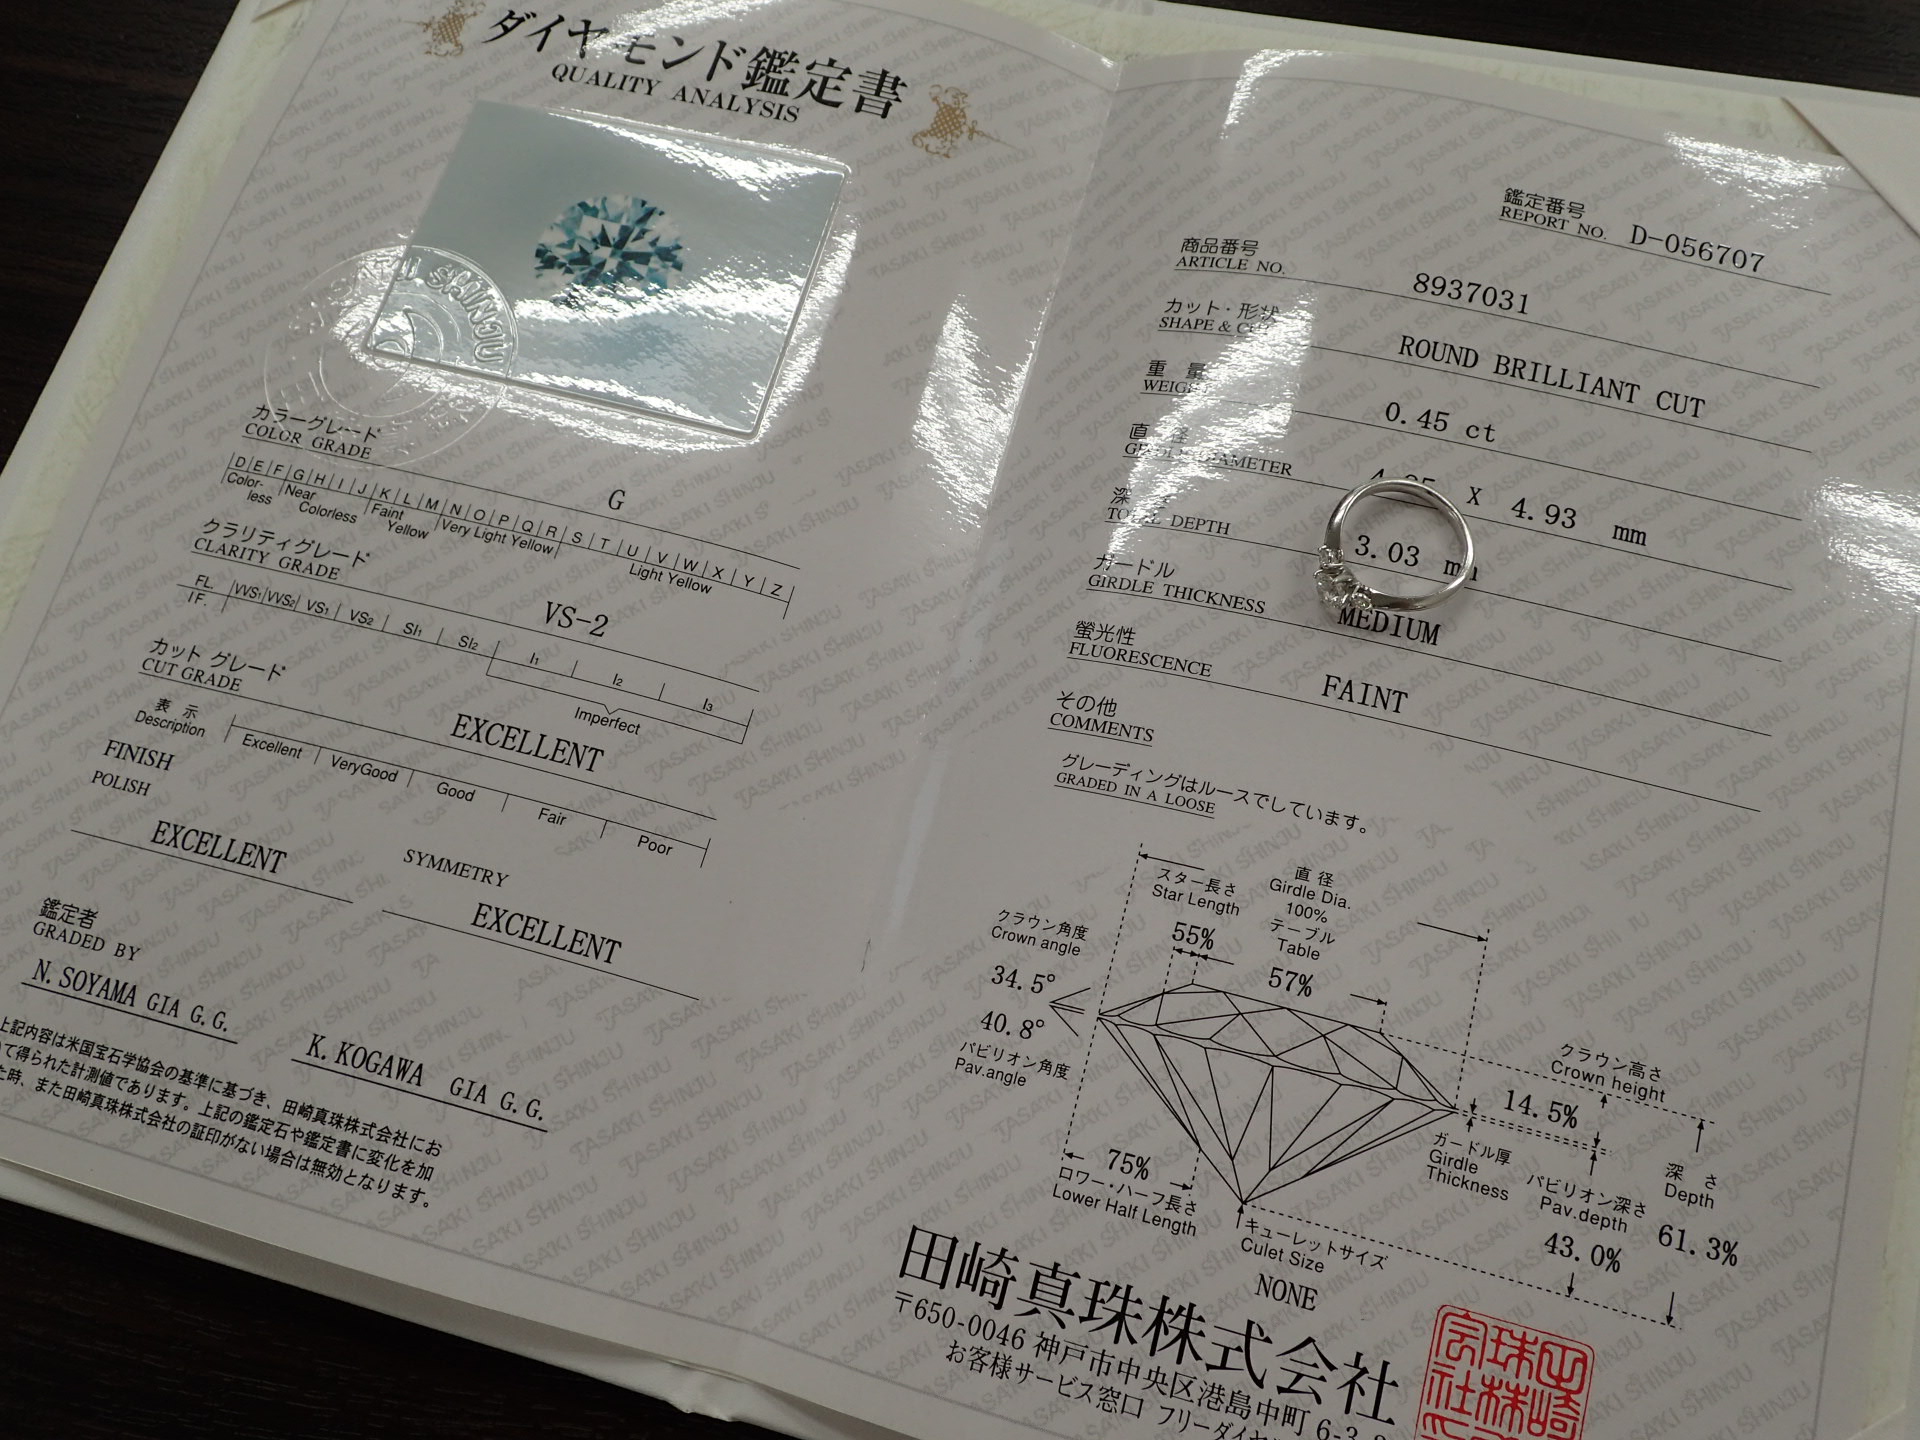 ダイヤモンド鑑定書
QUALITY ANALYSIS
カラーグレード
COLOR GRADE
G
D E F G H I J K L M N O P Q R S T U V W X Y Z
Color-
less
Near
Colorless
Faint
Yellow
Very Light Yellow
Light Yellow
クラリティグレード
CLARITY GRADE
VS-2
FL.
IF.
VVS1 VVS2 VS1 VS2 SI1 SI2 I1 I2 I3
Imperfect
カット グレード
CUT GRADE
EXCELLENT
表示
Description
Excellent VeryGood Good Fair Poor
FINISH
POLISH
EXCELLENT
SYMMETRY
EXCELLENT
鑑定者
GRADED BY
N. SOYAMA GIA G.G.
K. KOGAWA GIA G.G.
上記内容は米国宝石学協会の基準に基づき、田崎真珠株式会社にお
て得られた計測値であります。上記の鑑定石や鑑定書に変化を加
た時、また田崎真珠株式会社の証印がない場合は無効となります。
鑑定番号
REPORT NO. D-056707
商品番号
ARTICLE NO.
8937031
カット・形状
SHAPE &
ROUND BRILLIANT CUT
重量
0.45 ct
直径
DIAMETER
X 4.93 mm
TOTAL DEPTH
3.03
ガードル
GIRDLE THICKNESS
MEDIUM
螢光性
FLUORESCENCE
FAINT
その他
COMMENTS
グレーディングはルースでしています。
GRADED IN A LOOSE
スター長さ
Star Length
55%
直径
Girdle Dia.
100%
テーブル
Table
57%
クラウン角度
Crown angle
34.5°
40.8°
パビリオン角度
Pav.angle
クラウン高さ
Crown height
14.5%
ガードル厚
Girdle
Thickness
パビリオン深さ
Pav.depth
43.0%
深さ
Depth
61.3%
75%
ロワー・ハーフ長さ
Lower Half Length
キューレットサイズ
Culet Size
NONE
田崎真珠株式会社
〒650-0046 神戸市中央区港島中町 6-3
お客様サービス窓口 フリーダイヤ